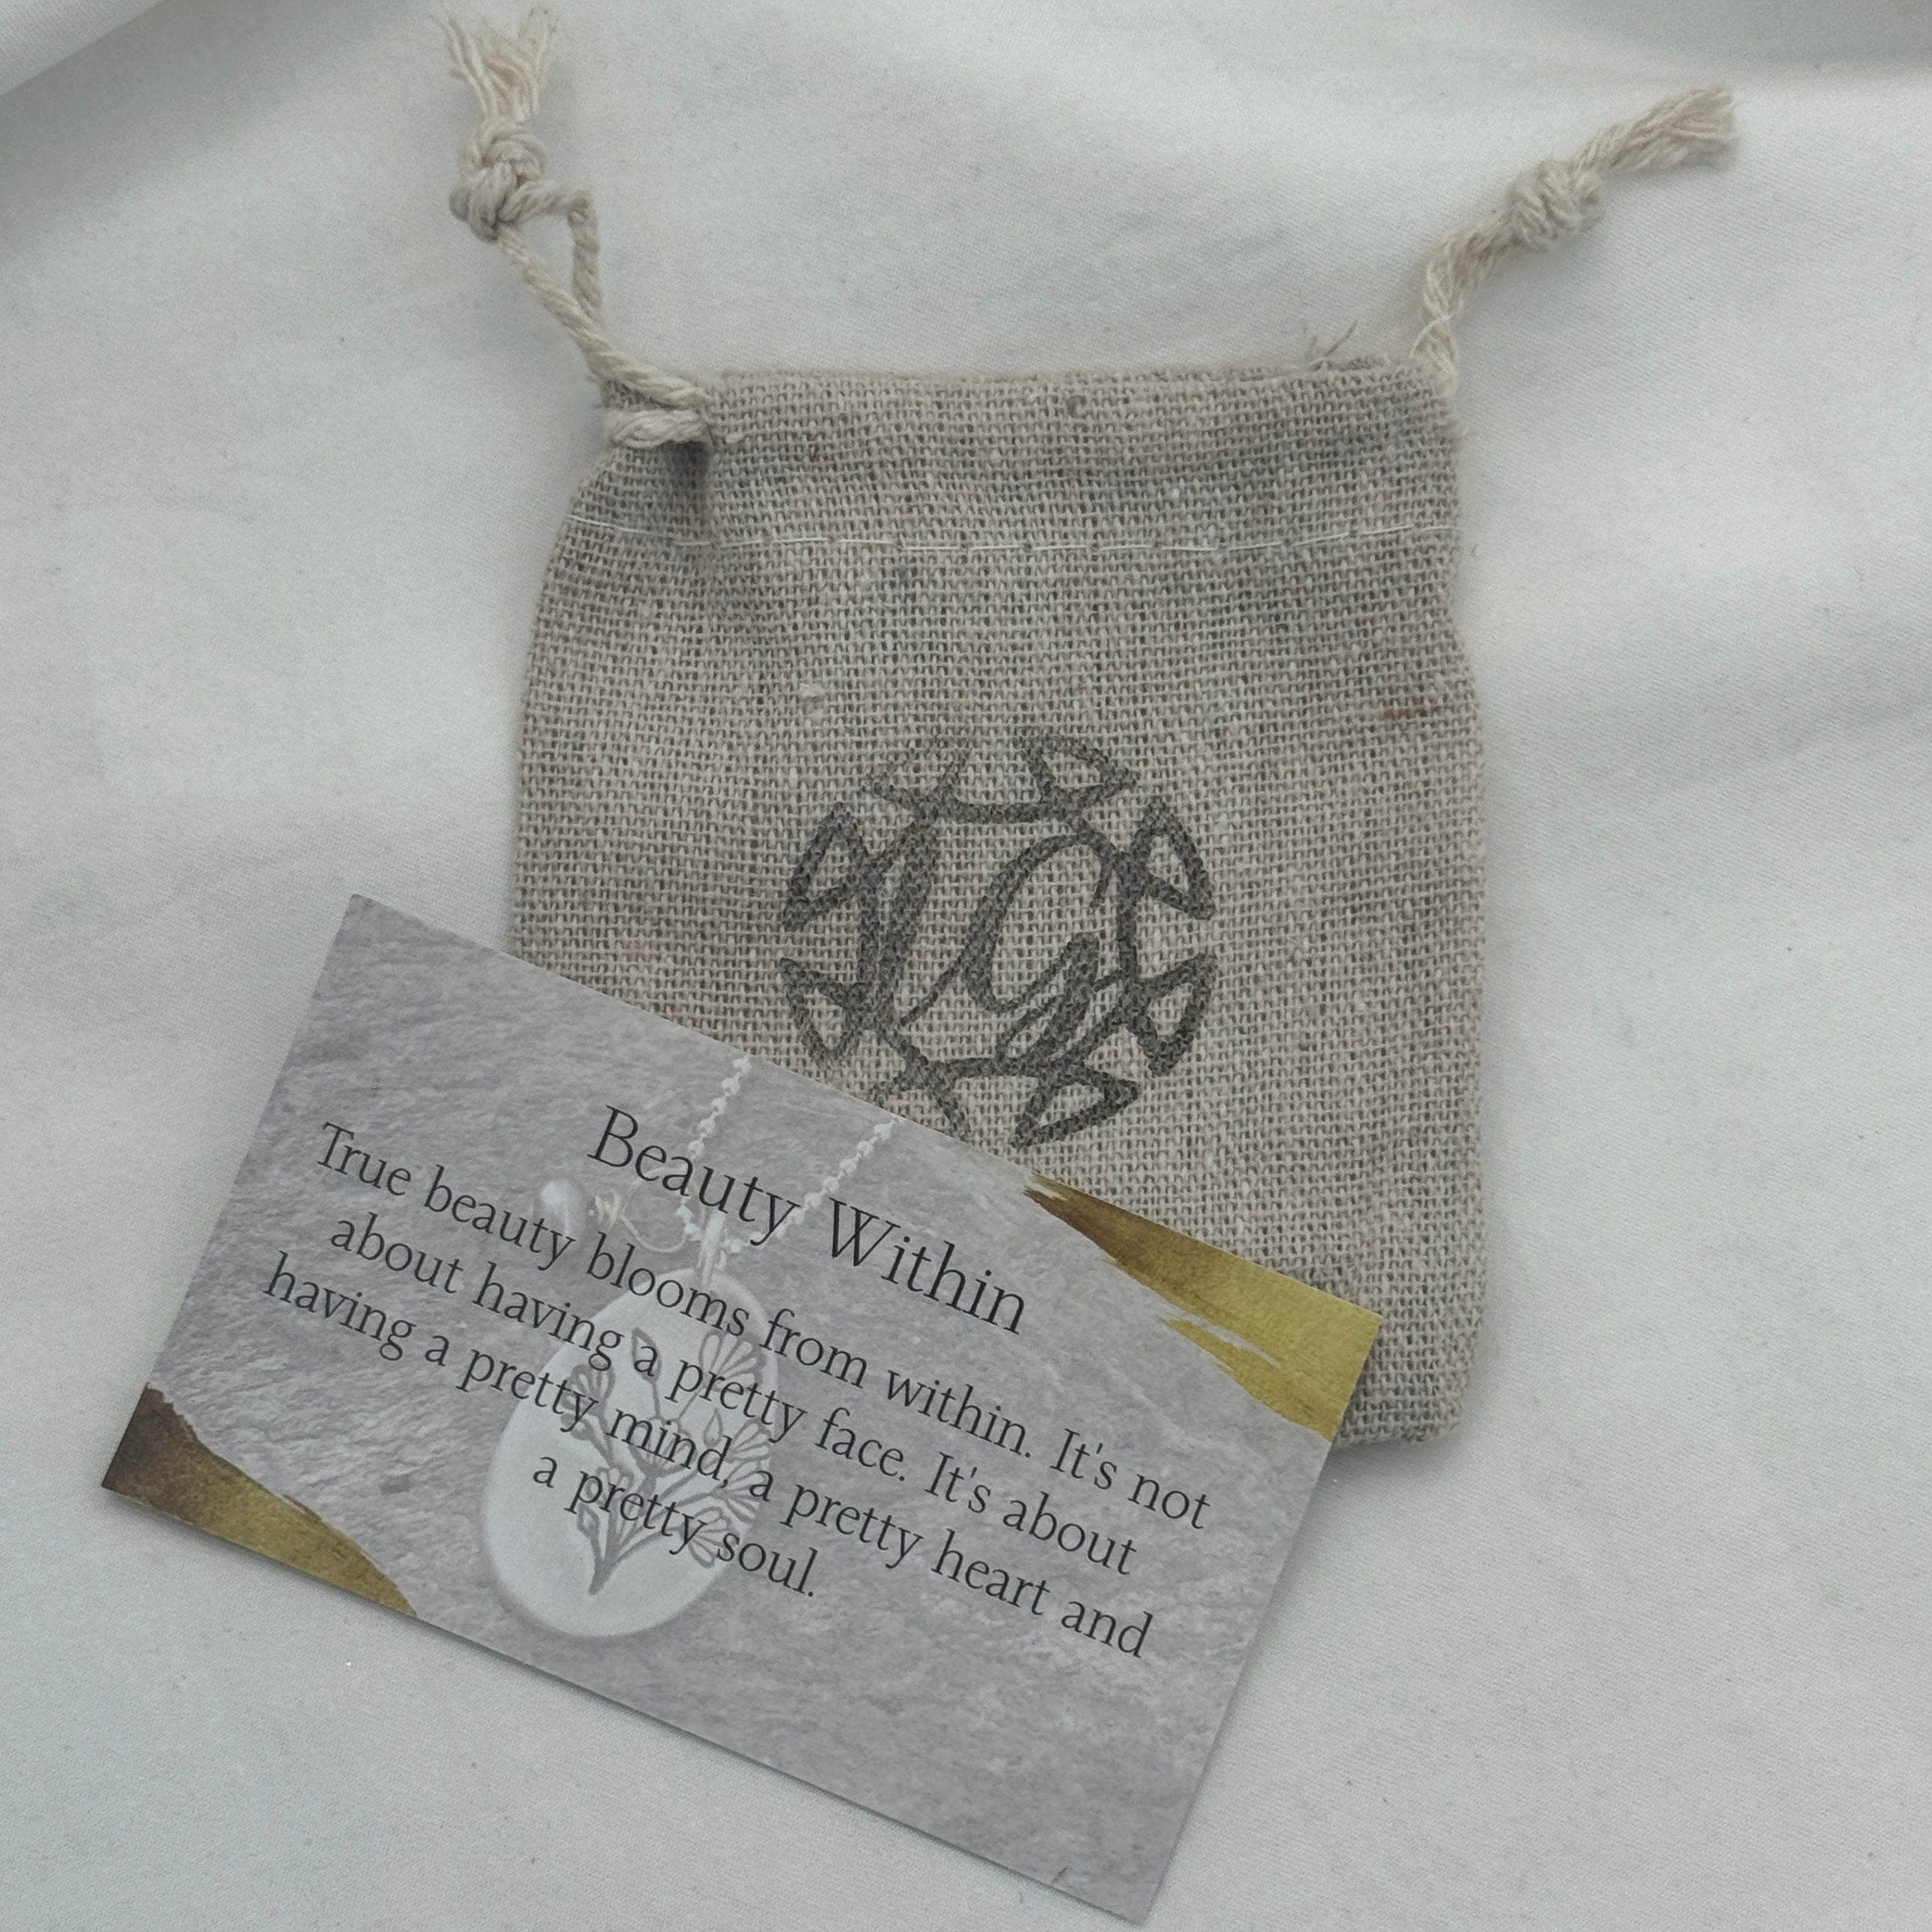 Beauty Within
True beauty blooms from within. It's not
about having a pretty face. It's about
having a pretty mind, a pretty heart and
a pretty soul.